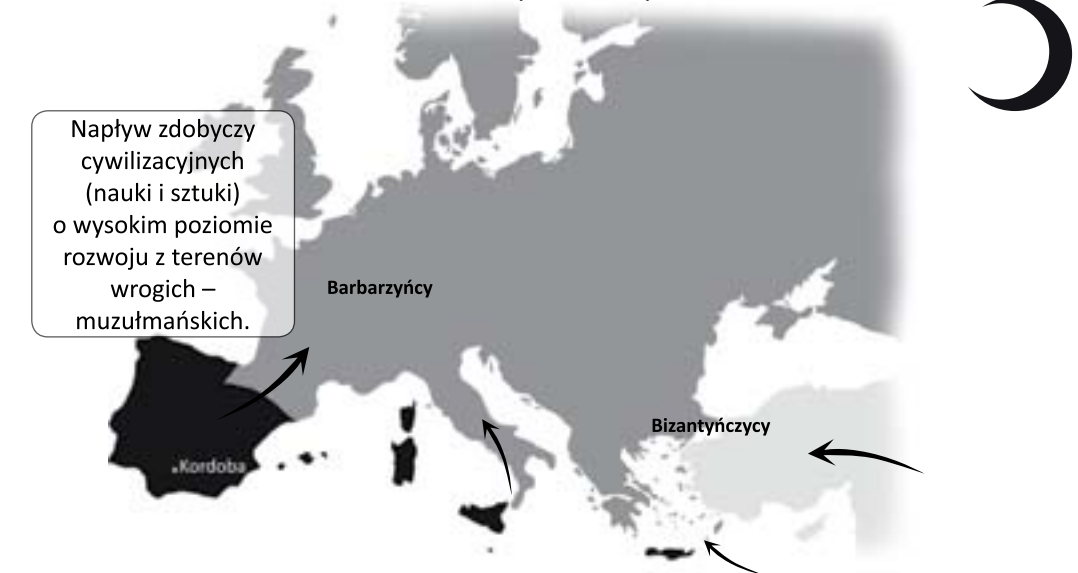 Napływ zdobyczy
cywilizacyjnych
(nauki i sztuki)
o wysokim poziomie
rozwoju z terenów
wrogich –
muzułmańskich.
Barbarzyńcy
Bizantyńczycy
Kordoba